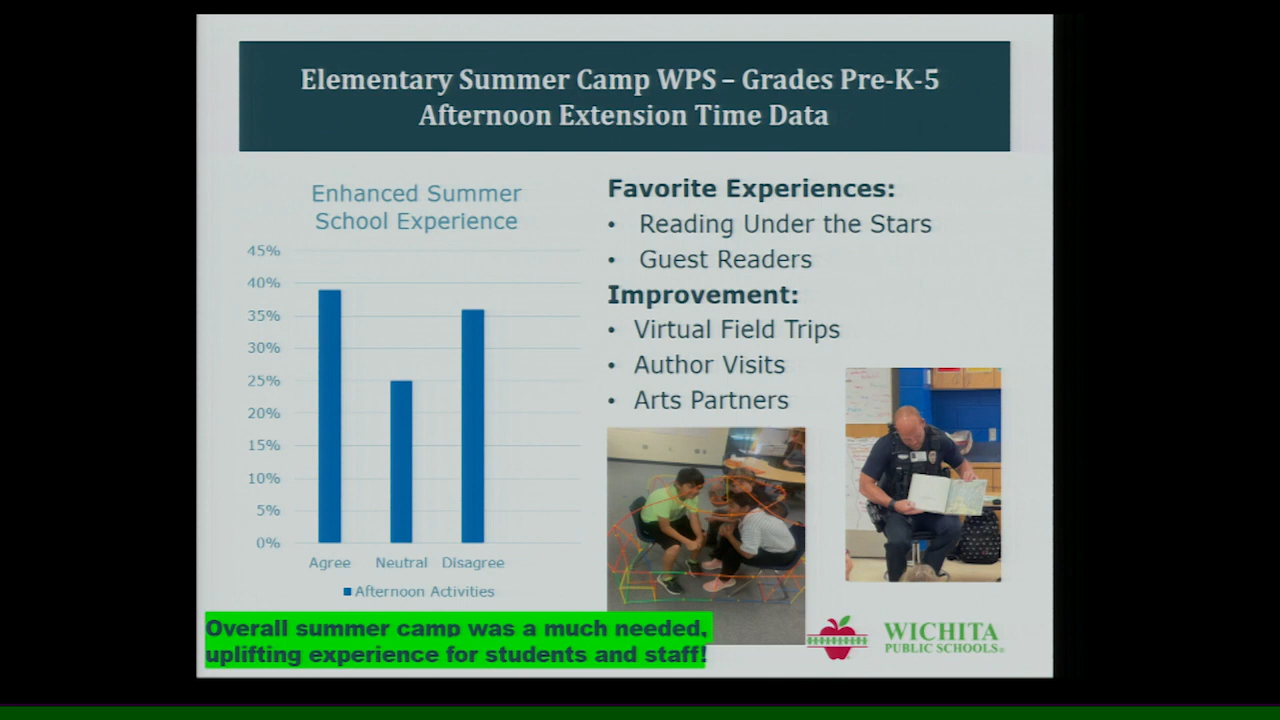 Elementary Summer Camp WPS – Grades Pre-K-5
Afternoon Extension Time Data
Enhanced Summer
School Experience
45%
40%
35%
30%
25%
20%
15%
10%
5%
0%
Agree Neutral Disagree
Afternoon Activities
Favorite Experiences:
• Reading Under the Stars
• Guest Readers
Improvement:
• Virtual Field Trips
• Author Visits
• Arts Partners
Overall summer camp was a much needed,
uplifting experience for students and staff!
WICHITA
PUBLIC SCHOOLS®